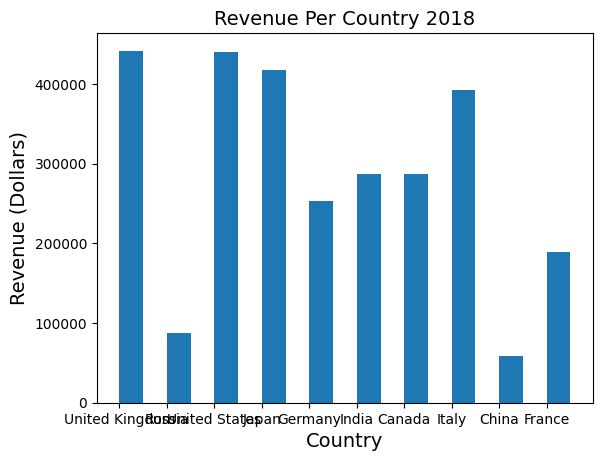 Revenue Per Country 2018
Revenue (Dollars)
400000
300000
200000
100000
0
United Kingdom Russia United States Japan Germany India Canada Italy China France
Country